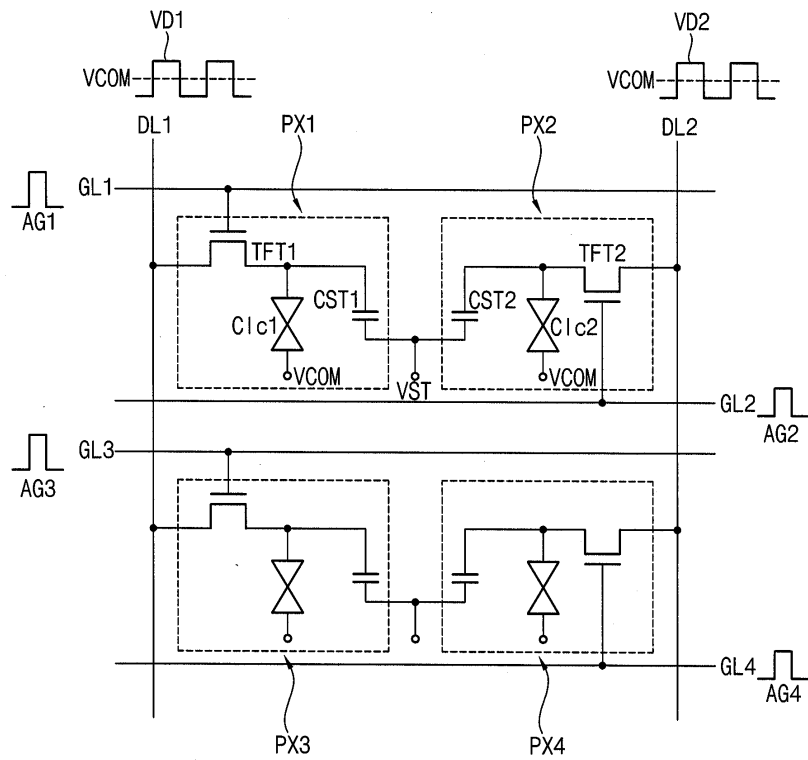 VD1
VD2
VCOM
VCOM
DL1
PX1
PX2
DL2
GL1
AG1
TFT1
TFT2
CST1
CST2
Clc1
Clc2
VCOM
VST
VCOM
GL2
AG2
GL3
AG3
GL4
AG4
PX3
PX4